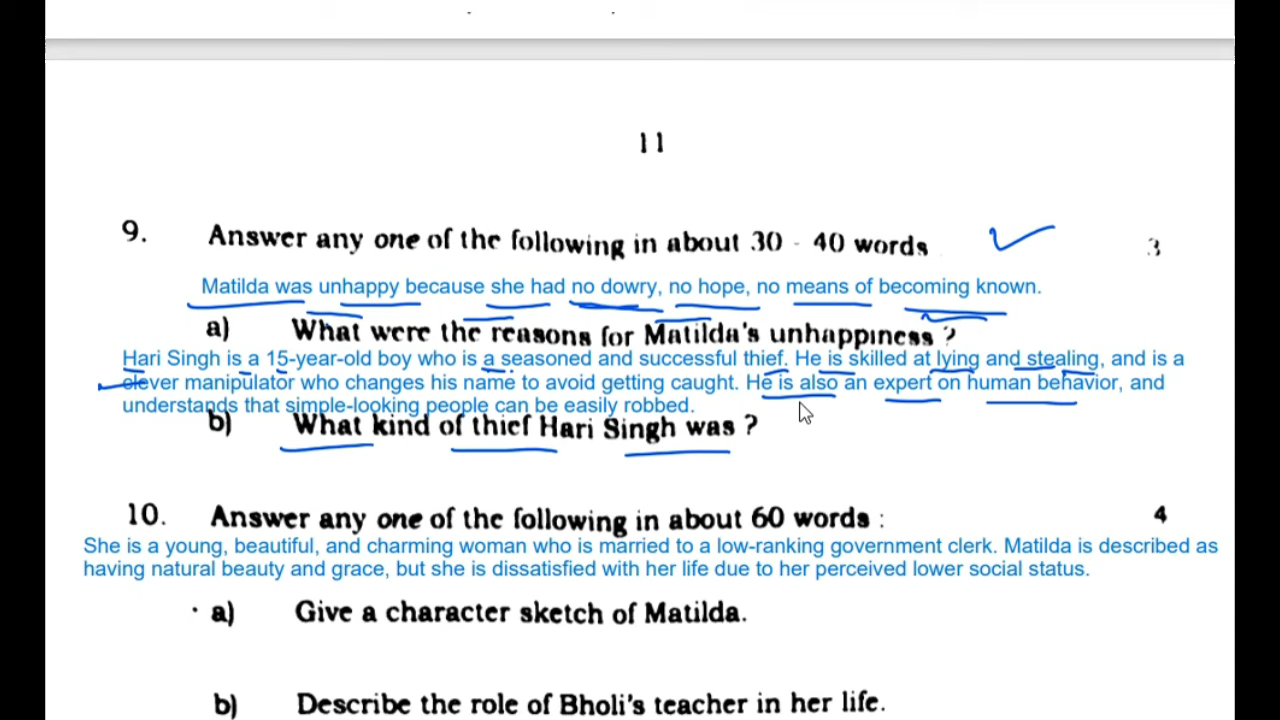 11
9. Answer any one of the following in about 30 - 40 words 3
Matilda was unhappy because she had no dowry, no hope, no means of becoming known.
a) What were the reasons for Matilda's unhappiness ?
Hari Singh is a 15-year-old boy who is a seasoned and successful thief. He is skilled at lying and stealing, and is a
clever manipulator who changes his name to avoid getting caught. He is also an expert on human behavior, and
understands that simple-looking people can be easily robbed.
b) What kind of thief Hari Singh was ?
10. Answer any one of the following in about 60 words : 4
She is a young, beautiful, and charming woman who is married to a low-ranking government clerk. Matilda is described as
having natural beauty and grace, but she is dissatisfied with her life due to her perceived lower social status.
a) Give a character sketch of Matilda.
b) Describe the role of Bholi's teacher in her life.